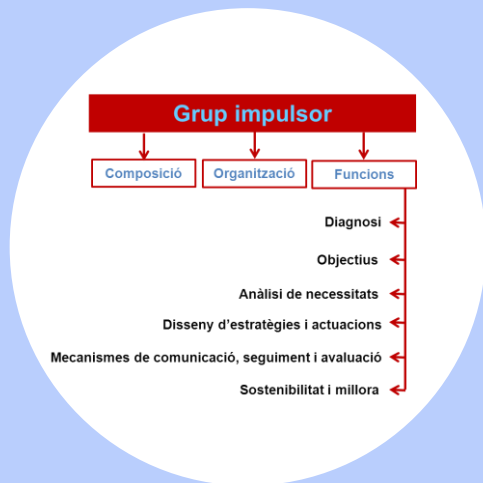 Grup impulsor
Composició
Organització
Funcions
Diagnosi
Objectius
Anàlisi de necessitats
Disseny d'estratègies i actuacions
Mecanismes de comunicació, seguiment i avaluació
Sostenibilitat i millora